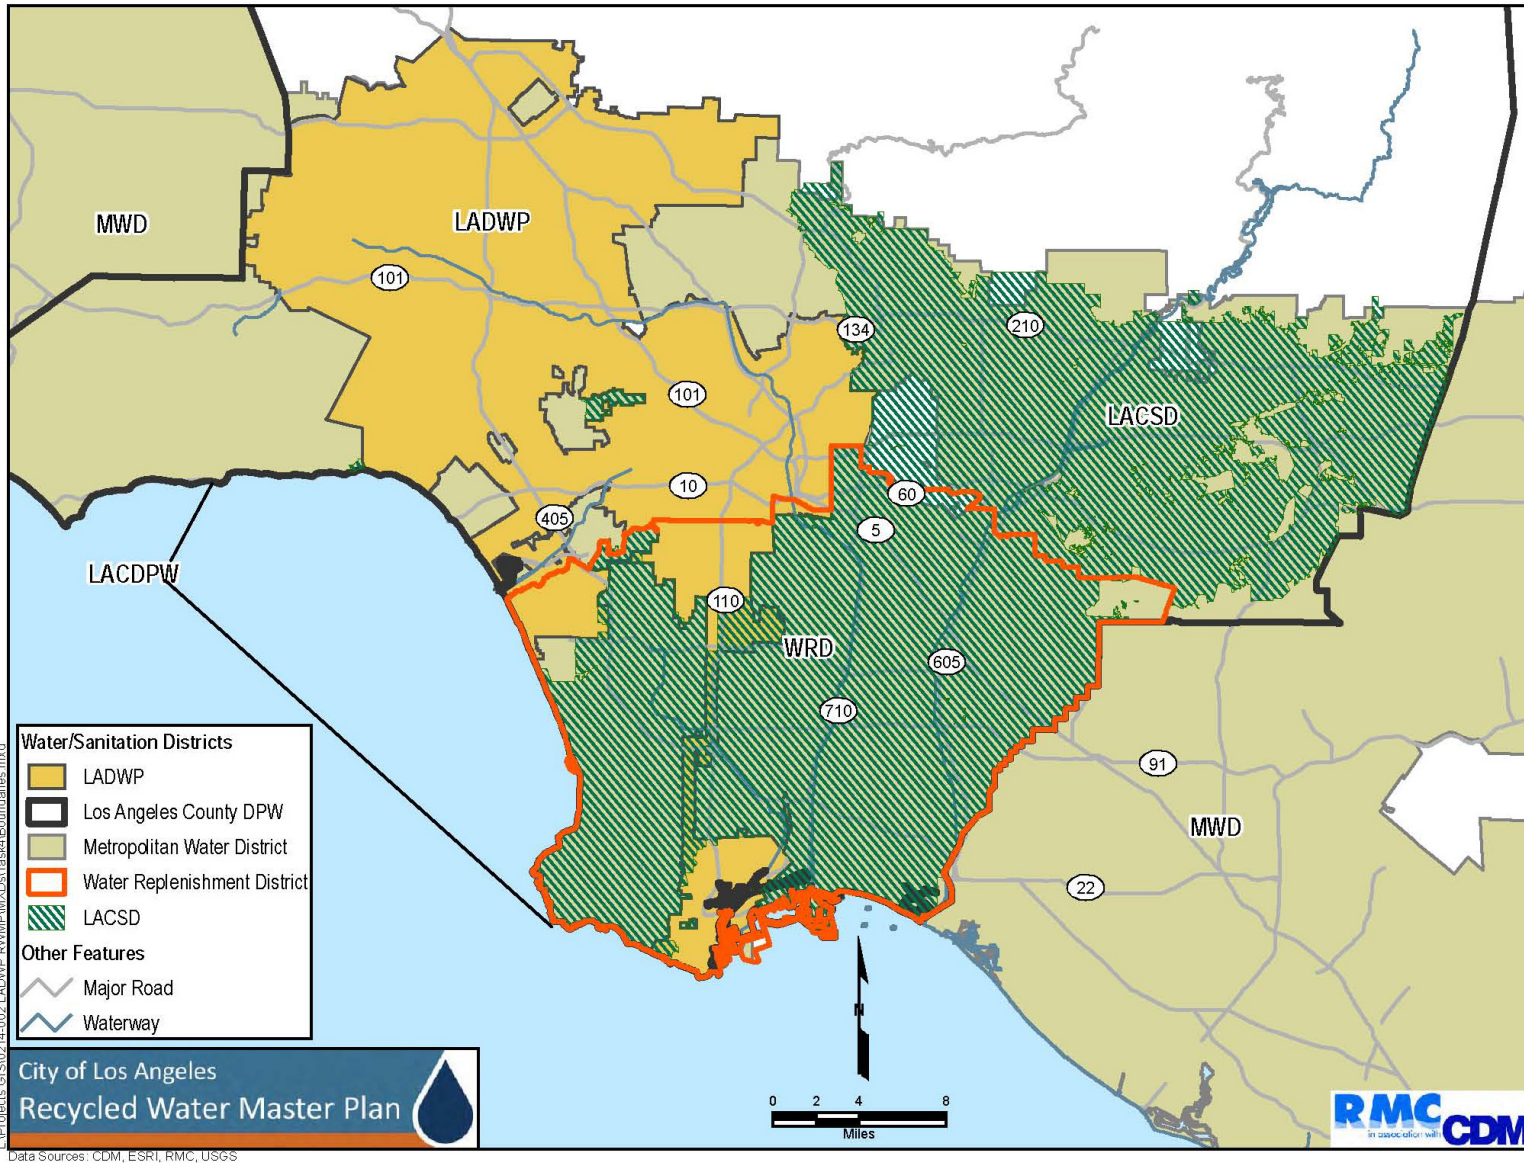 MWD
LADWP
101
134
210
101
LACSD
10
60
405
5
LACDPW
110
WRD
605
710
91
MWD
22
Water/Sanitation Districts
LADWP
Los Angeles County DPW
Metropolitan Water District
Water Replenishment District
LACSD
Other Features
Major Road
Waterway
N
0 2 4 8
Miles
City of Los Angeles
Recycled Water Master Plan
RMC
in association with
CDM
Data Sources: CDM, ESRI, RMC, USGS